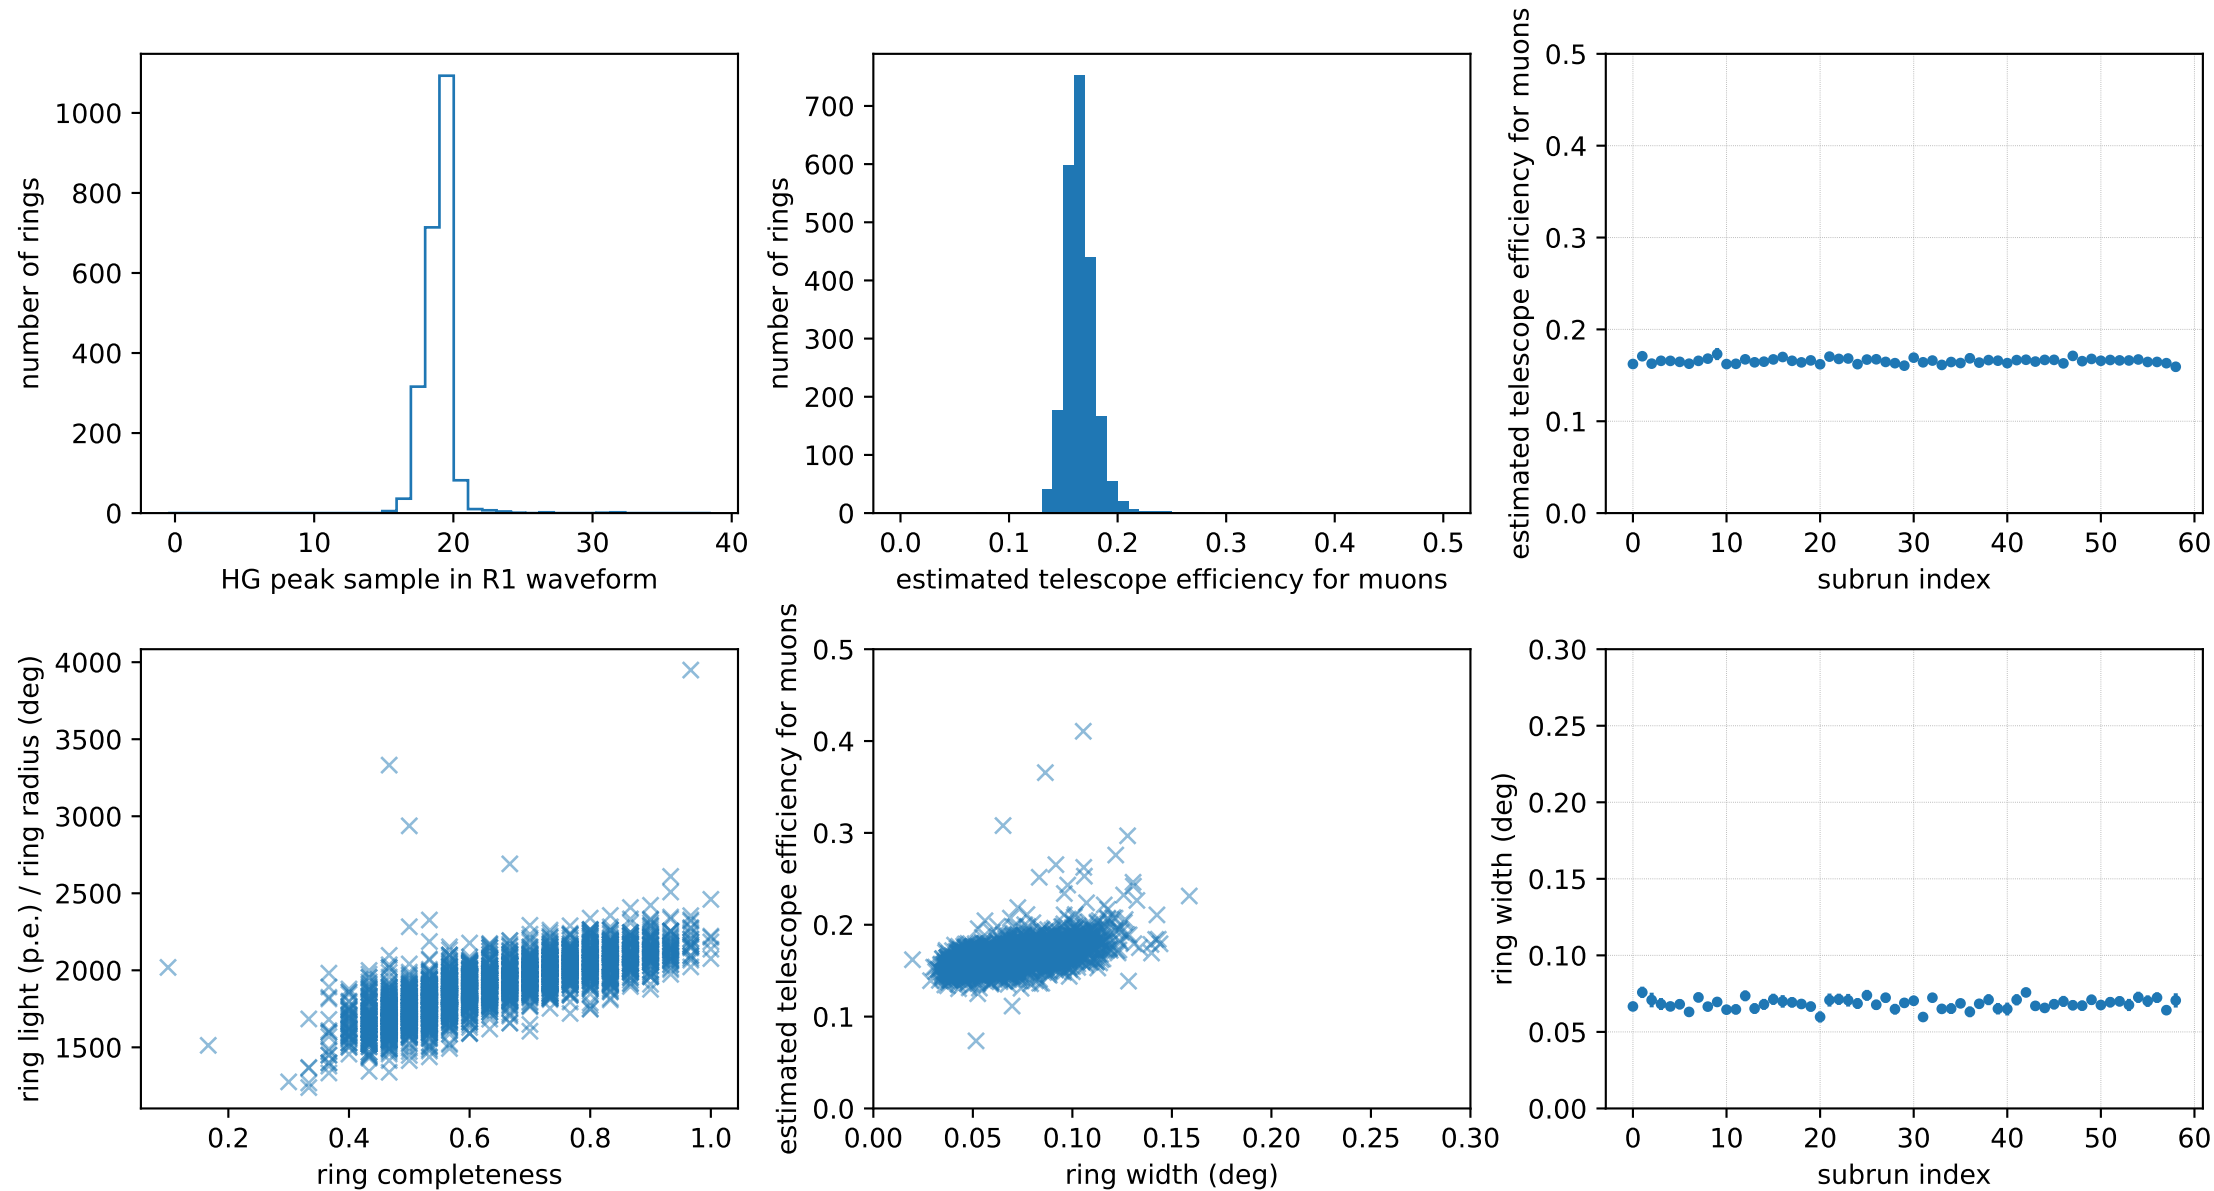 number of rings
1000
800
600
400
200
0
0 10 20 30 40
HG peak sample in R1 waveform
number of rings
700
600
500
400
300
200
100
0
0.0 0.1 0.2 0.3 0.4 0.5
estimated telescope efficiency for muons
estimated telescope efficiency for muons
0.5
0.4
0.3
0.2
0.1
0.0
0 10 20 30 40 50 60
subrun index
ring light (p.e.) / ring radius (deg)
4000
3500
3000
2500
2000
1500
0.2 0.4 0.6 0.8 1.0
ring completeness
estimated telescope efficiency for muons
0.5
0.4
0.3
0.2
0.1
0.0
0.00 0.05 0.10 0.15 0.20 0.25 0.30
ring width (deg)
ring width (deg)
0.30
0.25
0.20
0.15
0.10
0.05
0.00
0 10 20 30 40 50 60
subrun index